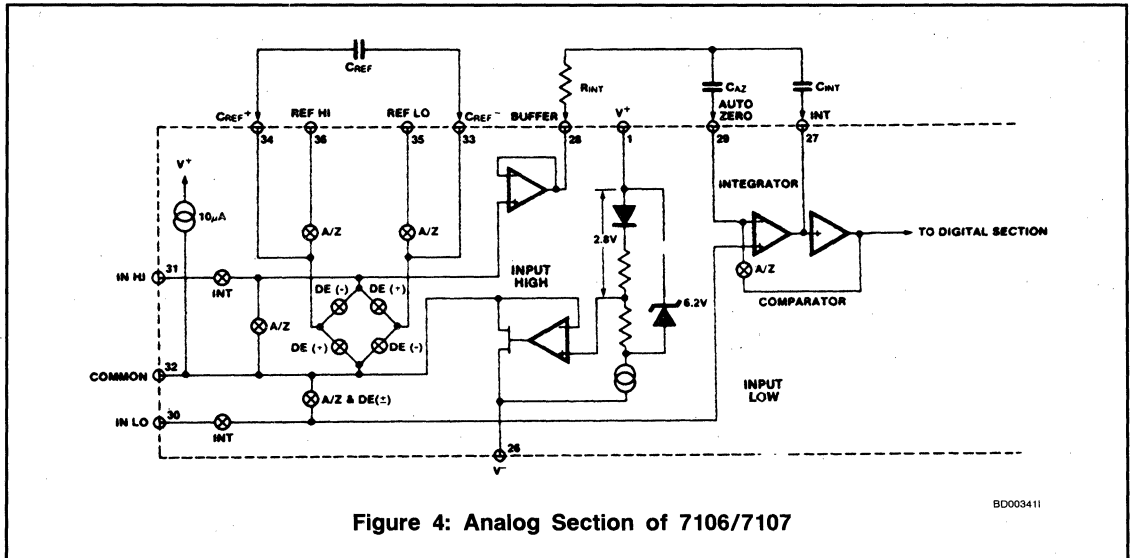 CREF
RINT
CAZ
CINT
AUTO
ZERO
CREF+
REF HI
REF LO
CREF-
BUFFER
V+
INT
34
36
35
33
28
1
29
27
V+
10μA
INTEGRATOR
A/Z
A/Z
2.8V
TO DIGITAL SECTION
IN HI
31
INT
INPUT
HIGH
A/Z
DE (-)
DE (+)
COMPARATOR
6.2V
A/Z
DE (+)
DE (-)
COMMON
32
INPUT
LOW
A/Z & DE(±)
IN LO
30
INT
26
V-
BD00341I
Figure 4: Analog Section of 7106/7107